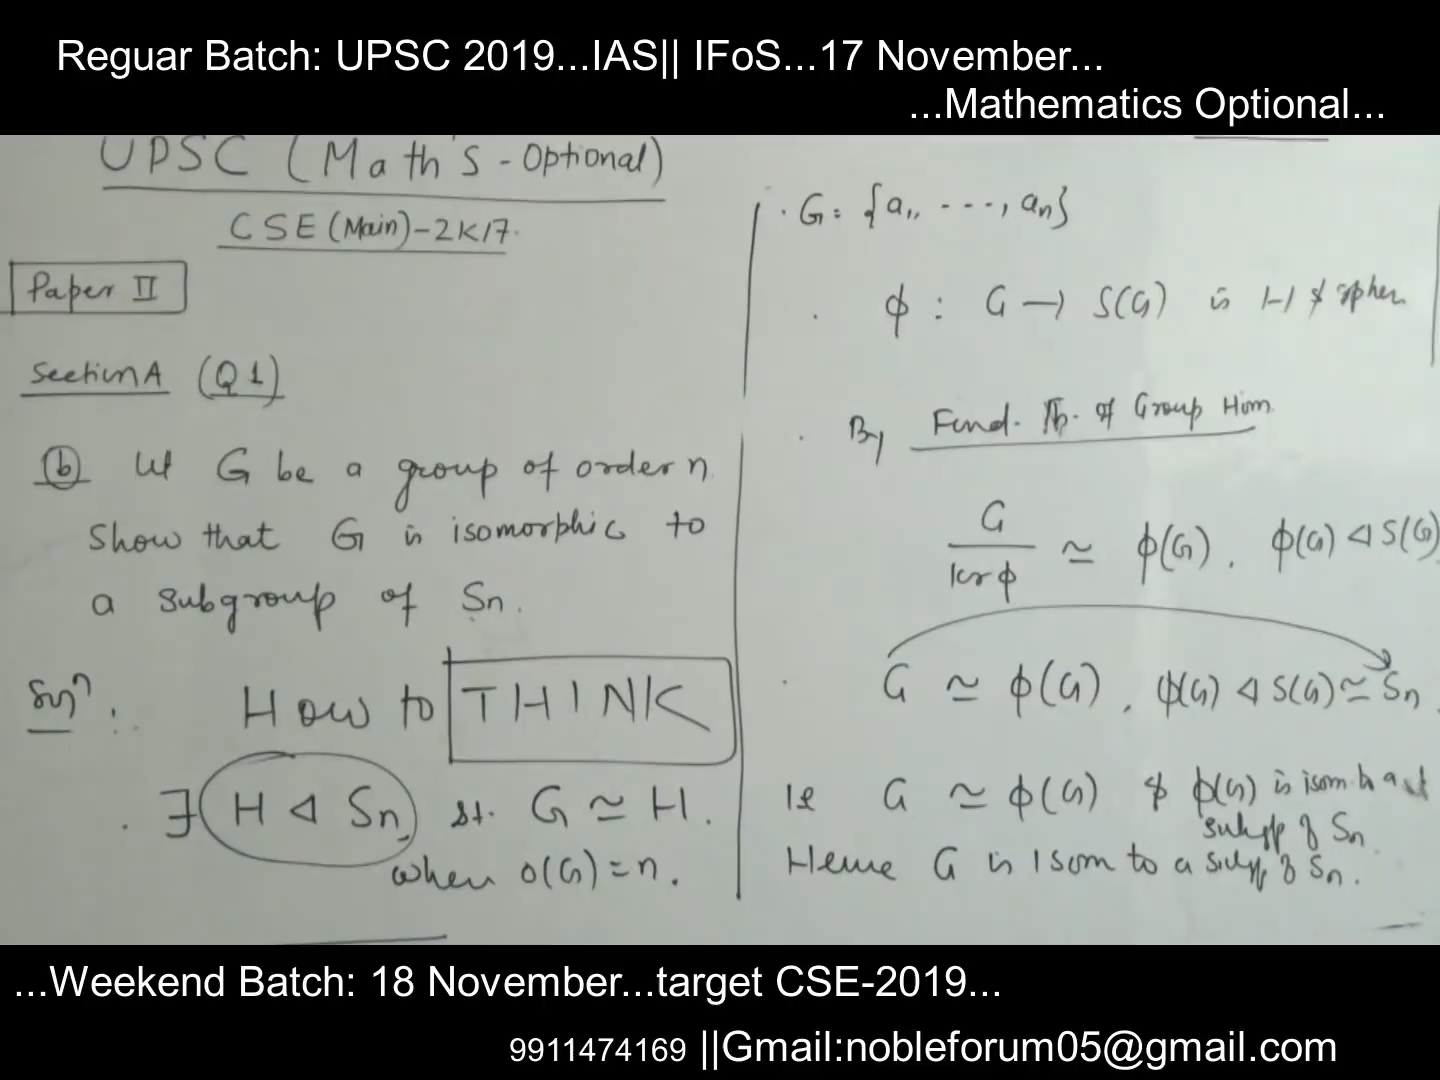 Reguar Batch: UPSC 2019...IAS|| IFoS...17 November...
...Mathematics Optional...
UPSC (Math's - Optional)
CSE (Main)-2K17.
Paper II
Section A (Q1)
(b) Let G be a group of order n.
Show that G is isomorphic to
a subgroup of Sn.
Soln:
How to THINK
. ∃ H ⊲ Sn st. G ≃ H.
when o(G) = n.
. G = {a1, ---, an}
. ϕ : G → S(G) is 1-1 &
. By Fund. Th. of Group Hom.
G / kr ϕ ≃ ϕ(G). ϕ(G) ⊲ S(G)
. G ≃ ϕ(G), ϕ(G) ⊲ S(G) ≃ Sn.
Ie G ≃ ϕ(G) & ϕ(G) is isom. to a
subgp of Sn.
Hence G is Isom to a subgp of Sn.
...Weekend Batch: 18 November...target CSE-2019...
9911474169 ||Gmail:nobleforum05@gmail.com